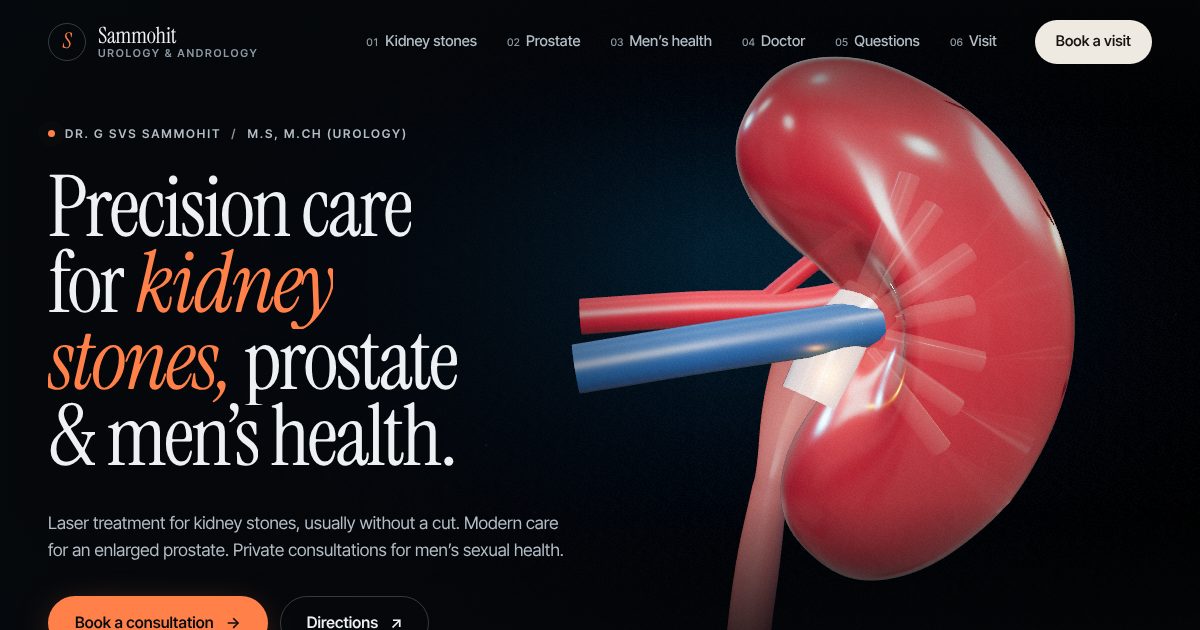 S
Sammohit
UROLOGY & ANDROLOGY
01 Kidney stones
02 Prostate
03 Men’s health
04 Doctor
05 Questions
06 Visit
Book a visit
DR. G SVS SAMMOHIT / M.S, M.CH (UROLOGY)
Precision care
for kidney
stones, prostate
& men’s health.
Laser treatment for kidney stones, usually without a cut. Modern care
for an enlarged prostate. Private consultations for men’s sexual health.
Book a consultation →
Directions ↗